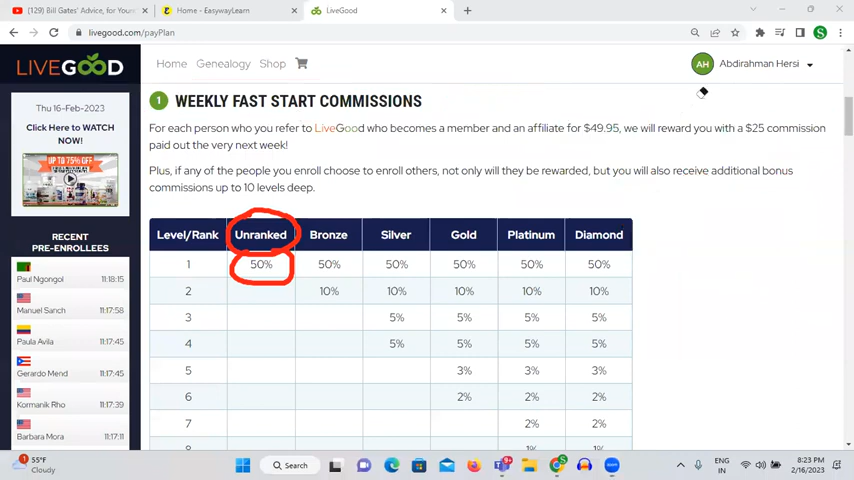 (129) Bill Gates' Advice, for Your
Home - EasywayLearn
LiveGood
livegood.com/payPlan
LIVEGOOD
Home
Genealogy
Shop
AH
Abdirahman Hersi
Thu 16-Feb-2023
Click Here to WATCH
NOW!
UP TO 75% OFF
RECENT
PRE-ENROLLEES
Paul Ngongol 11:18:15
Manuel Sanch 11:17:58
Paula Avila 11:17:45
Gerardo Mend 11:17:45
Kormanik Rho 11:17:39
Barbara Mora 11:17:11
1 WEEKLY FAST START COMMISSIONS
For each person who you refer to LiveGood who becomes a member and an affiliate for $49.95, we will reward you with a $25 commission
paid out the very next week!
Plus, if any of the people you enroll choose to enroll others, not only will they be rewarded, but you will also receive additional bonus
commissions up to 10 levels deep.
Level/Rank Unranked Bronze Silver Gold Platinum Diamond
1 50% 50% 50% 50% 50% 50%
2 10% 10% 10% 10% 10%
3 5% 5% 5% 5%
4 5% 5% 5% 5%
5 3% 3% 3%
6 2% 2% 2%
7 2% 2%
8 1% 1%
55°F
Cloudy
Search
ENG
IN
8:23 PM
2/16/2023